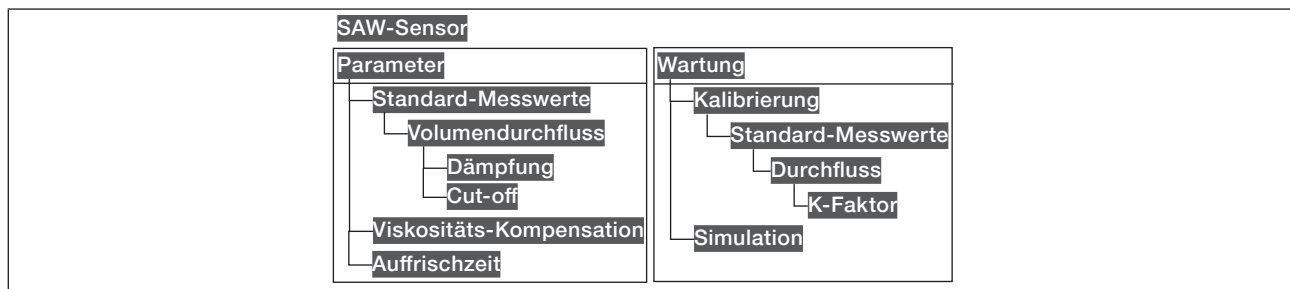 SAW-Sensor
Parameter
Standard-Messwerte
Volumendurchfluss
Dämpfung
Cut-off
Viskositäts-Kompensation
Auffrischzeit
Wartung
Kalibrierung
Standard-Messwerte
Durchfluss
K-Faktor
Simulation